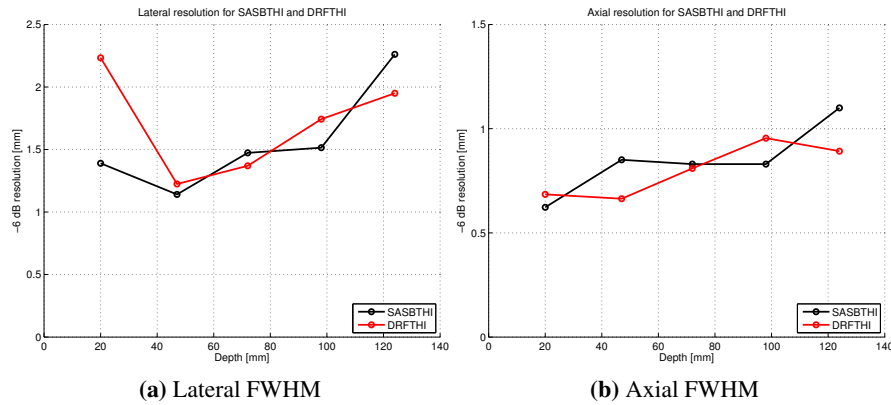 Lateral resolution for SASBTHI and DRFTHI
2.5
2
1.5
1
0.5
0
−6 dB resolution [mm]
0 20 40 60 80 100 120 140
Depth [mm]
SASBTHI
DRFTHI
(a) Lateral FWHM
Axial resolution for SASBTHI and DRFTHI
1.5
1
0.5
0
−6 dB resolution [mm]
0 20 40 60 80 100 120 140
Depth [mm]
SASBTHI
DRFTHI
(b) Axial FWHM